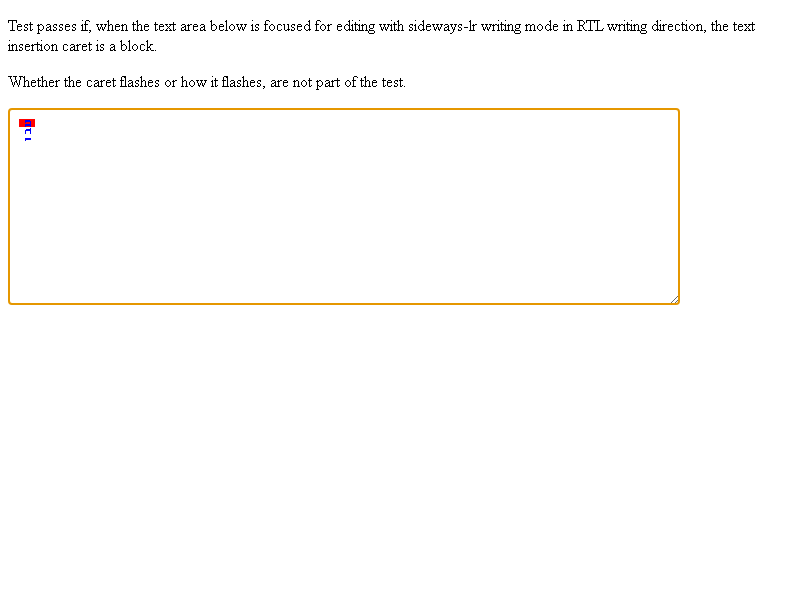 Test passes if, when the text area below is focused for editing with sideways-lr writing mode in RTL writing direction, the text
insertion caret is a block.
Whether the caret flashes or how it flashes, are not part of the test.